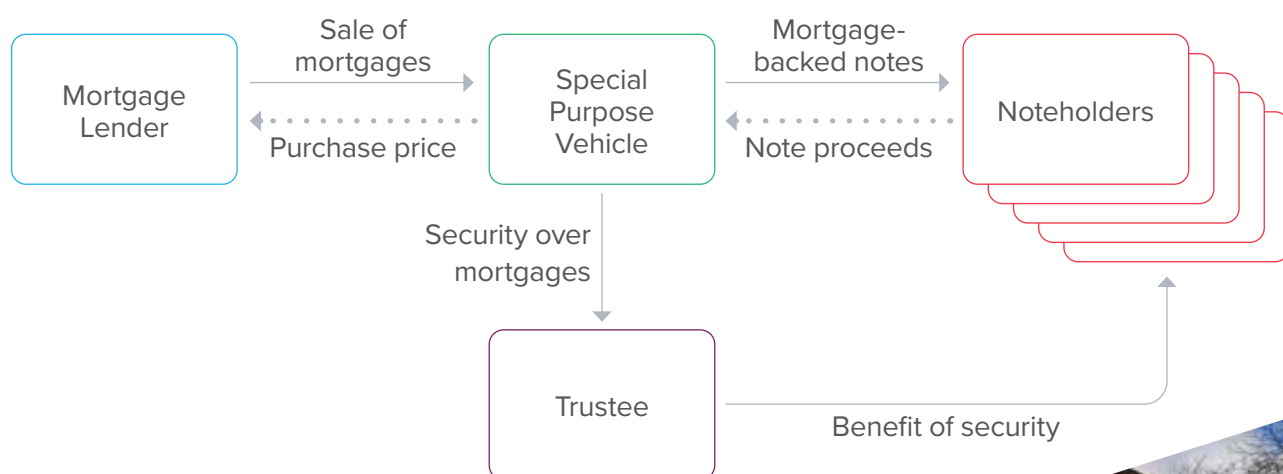 Mortgage
Lender
Sale of
mortgages
Purchase price
Special
Purpose
Vehicle
Mortgage-
backed notes
Note proceeds
Noteholders
Security over
mortgages
Trustee
Benefit of security